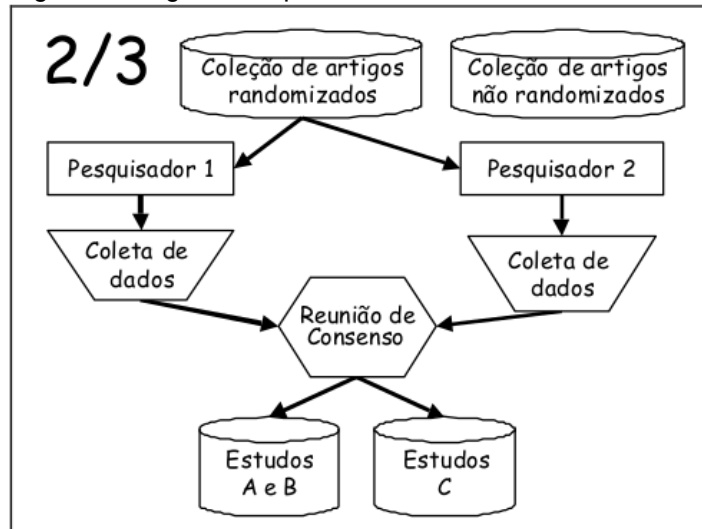 2/3
Coleção de artigos
randomizados
Coleção de artigos
não randomizados
Pesquisador 1
Pesquisador 2
Coleta de
dados
Coleta de
dados
Reunião de
Consenso
Estudos
A e B
Estudos
C